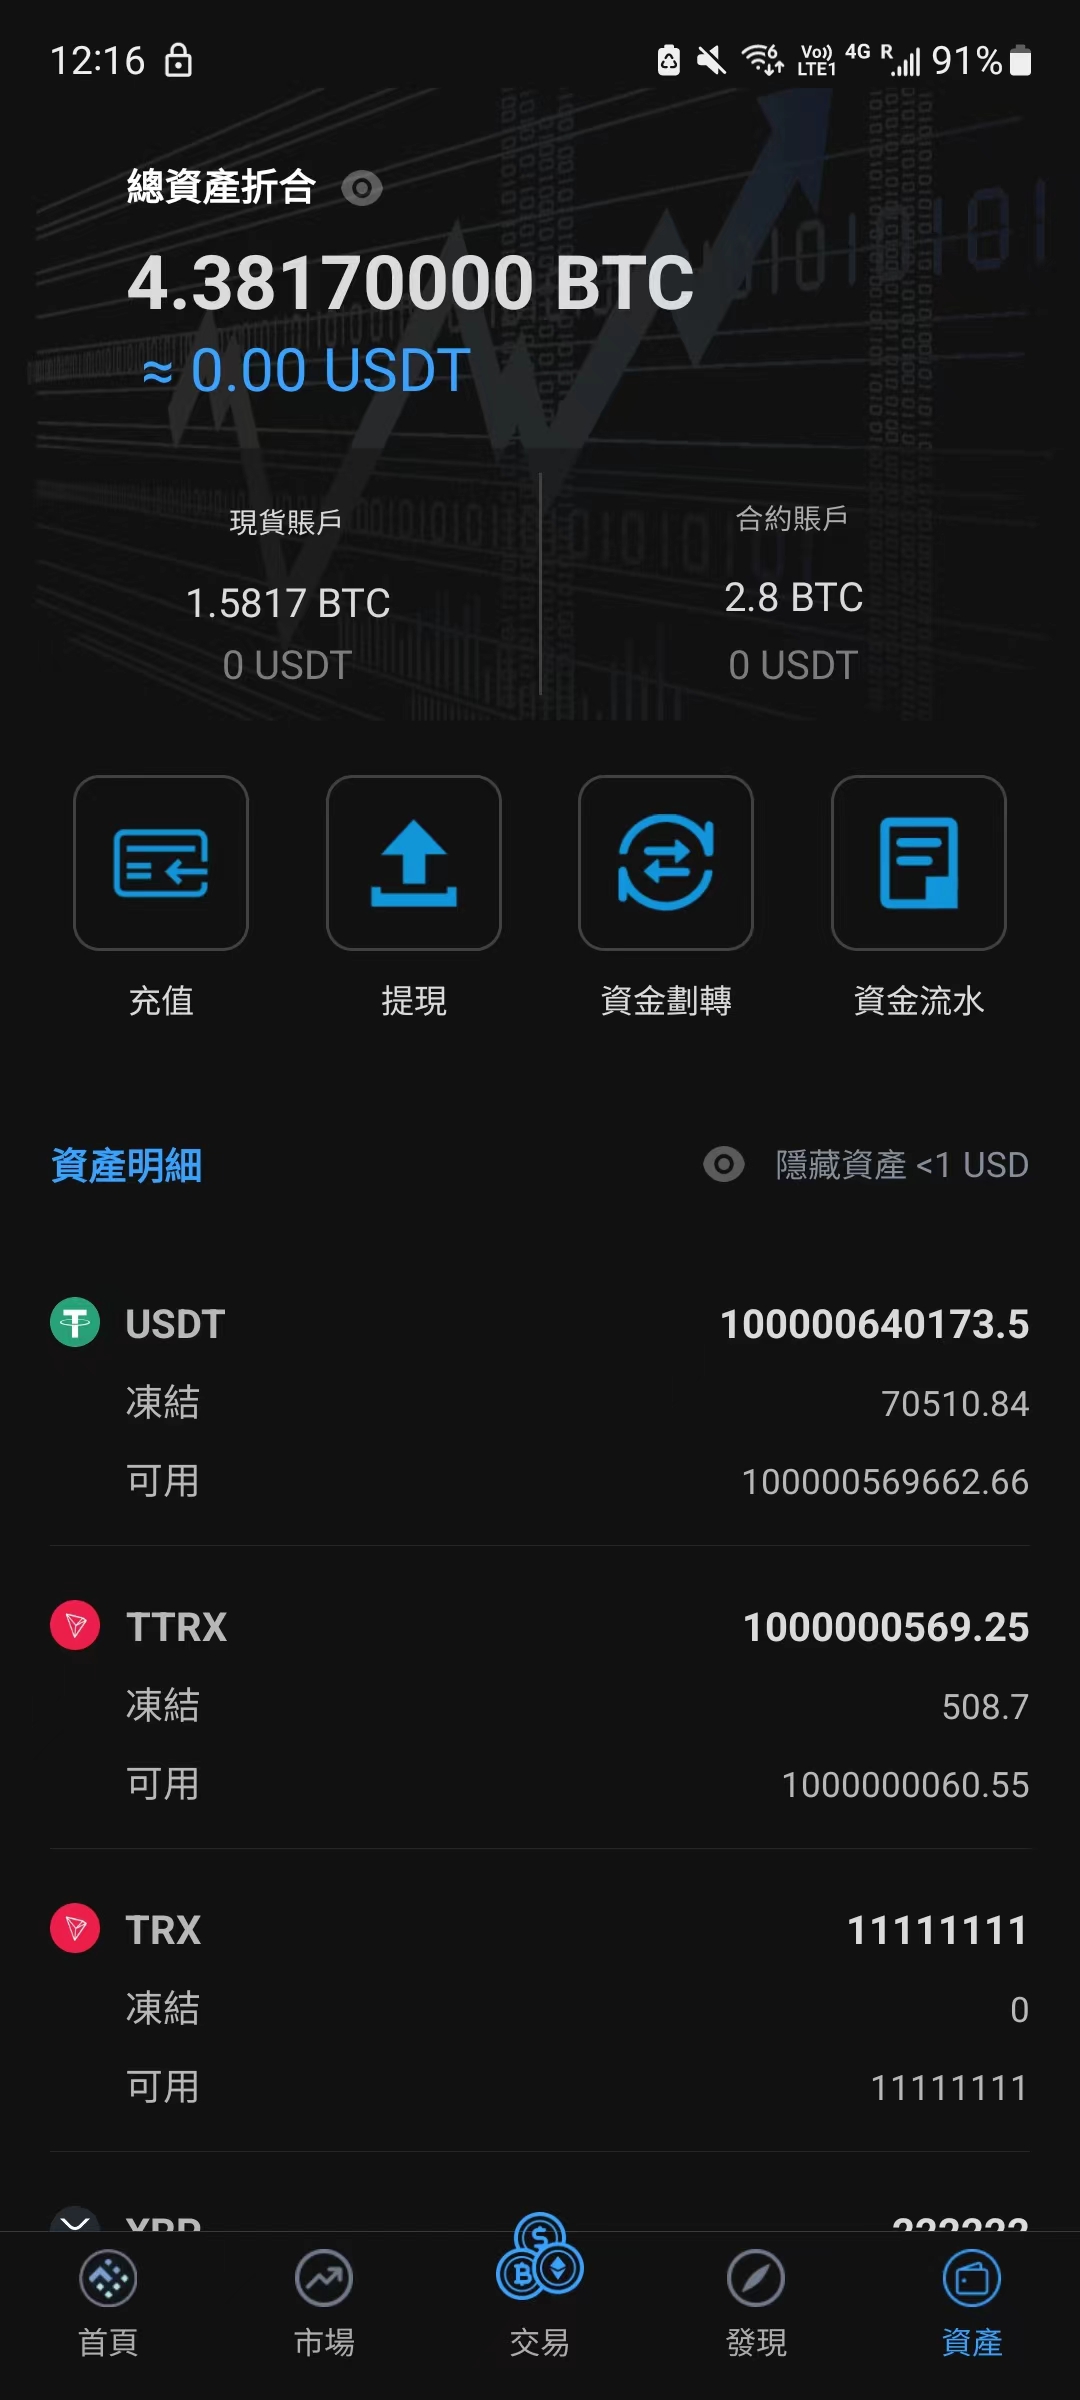 12:16
Vo)) LTE1 4G R 91%
總資產折合
4.38170000 BTC
≈ 0.00 USDT
現貨賬戶
1.5817 BTC
0 USDT
合約賬戶
2.8 BTC
0 USDT
充值 提現 資金劃轉 資金流水
資產明細 隱藏資產 <1 USD
USDT 100000640173.5
凍結 70510.84
可用 100000569662.66
TTRX 1000000569.25
凍結 508.7
可用 1000000060.55
TRX 11111111
凍結 0
可用 11111111
XRP
首頁 市場 交易 發現 資產